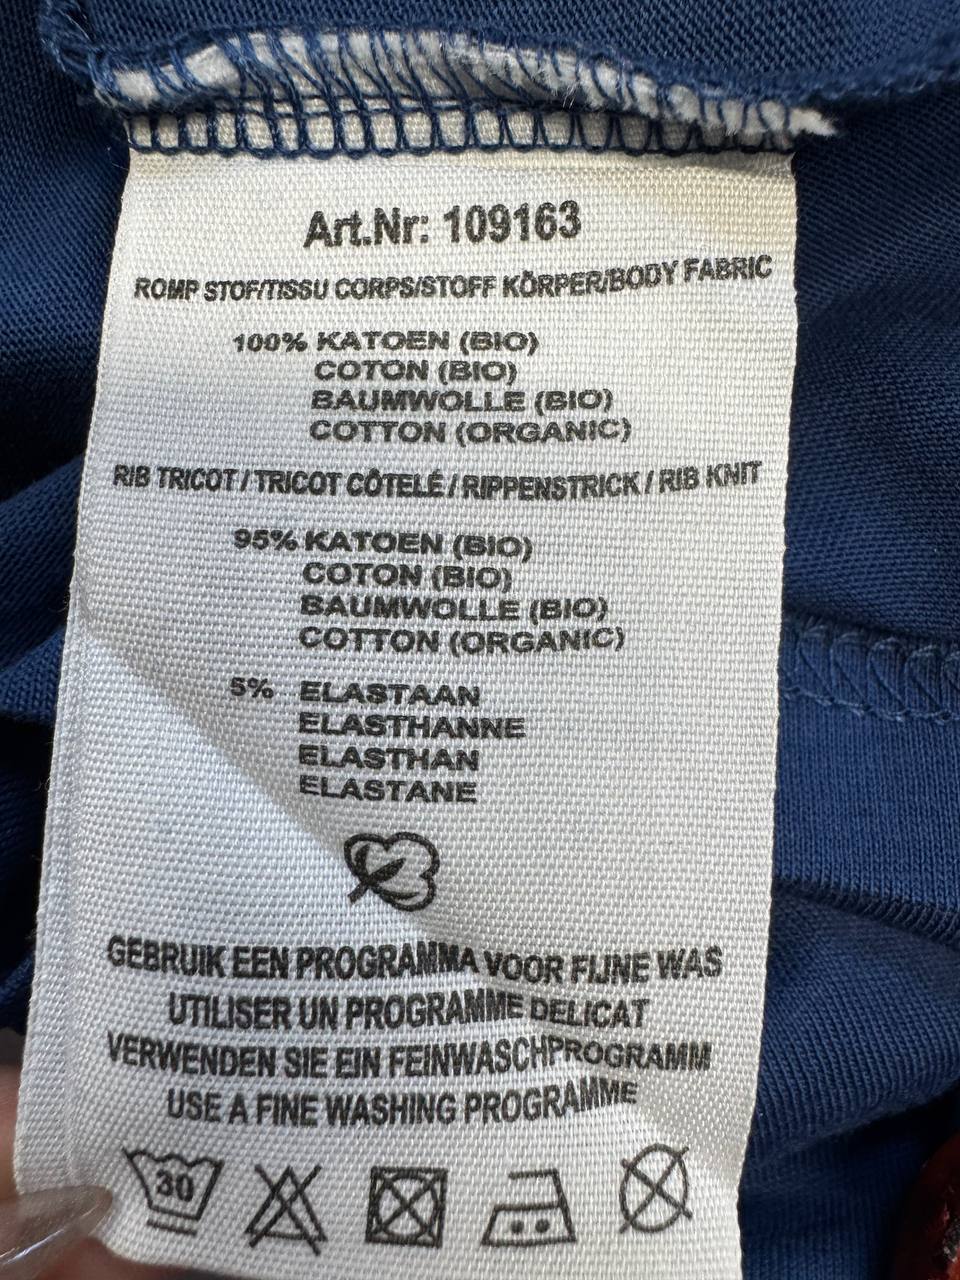 Art.Nr: 109163
ROMP STOF/TISSU CORPS/STOFF KÖRPER/BODY FABRIC
100% KATOEN (BIO)
COTON (BIO)
BAUMWOLLE (BIO)
COTTON (ORGANIC)
RIB TRICOT / TRICOT CÔTELÉ / RIPPENSTRICK / RIB KNIT
95% KATOEN (BIO)
COTON (BIO)
BAUMWOLLE (BIO)
COTTON (ORGANIC)
5% ELASTAAN
ELASTHANNE
ELASTHAN
ELASTANE
GEBRUIK EEN PROGRAMMA VOOR FIJNE WAS
UTILISER UN PROGRAMME DELICAT
VERWENDEN SIE EIN FEINWASCHPROGRAMM
USE A FINE WASHING PROGRAMME
30